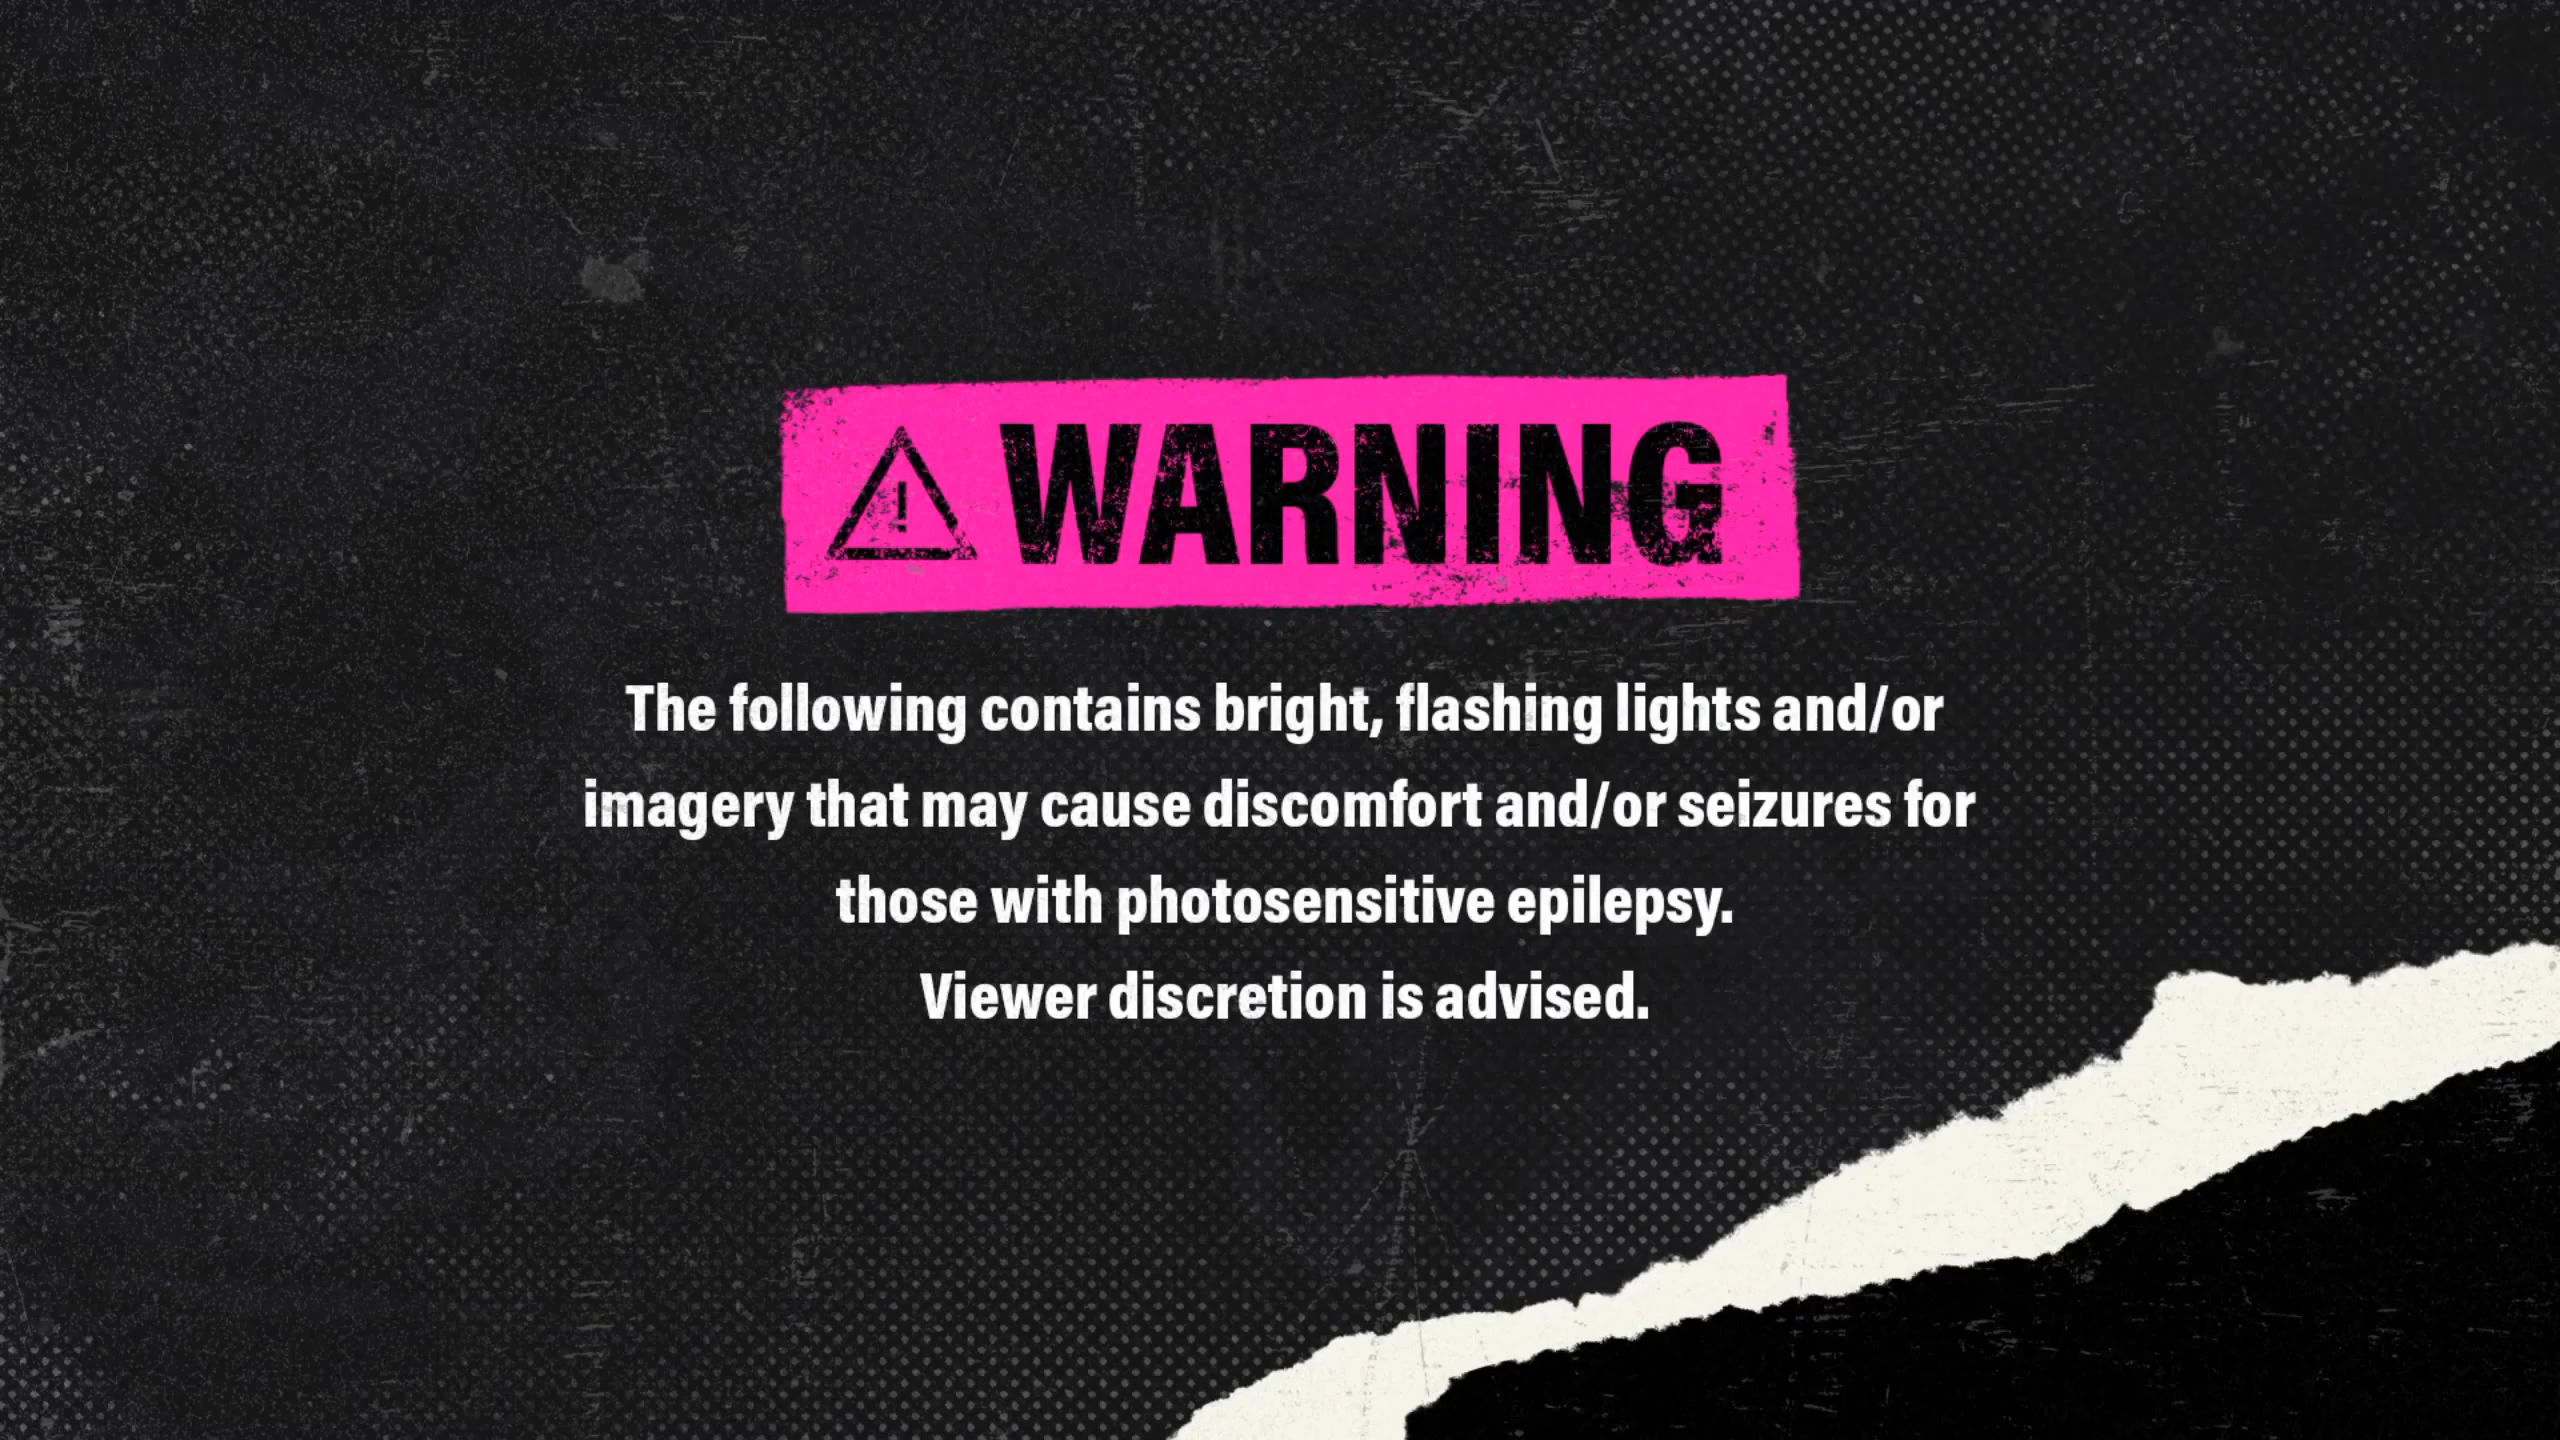 WARNING
The following contains bright, flashing lights and/or
imagery that may cause discomfort and/or seizures for
those with photosensitive epilepsy.
Viewer discretion is advised.